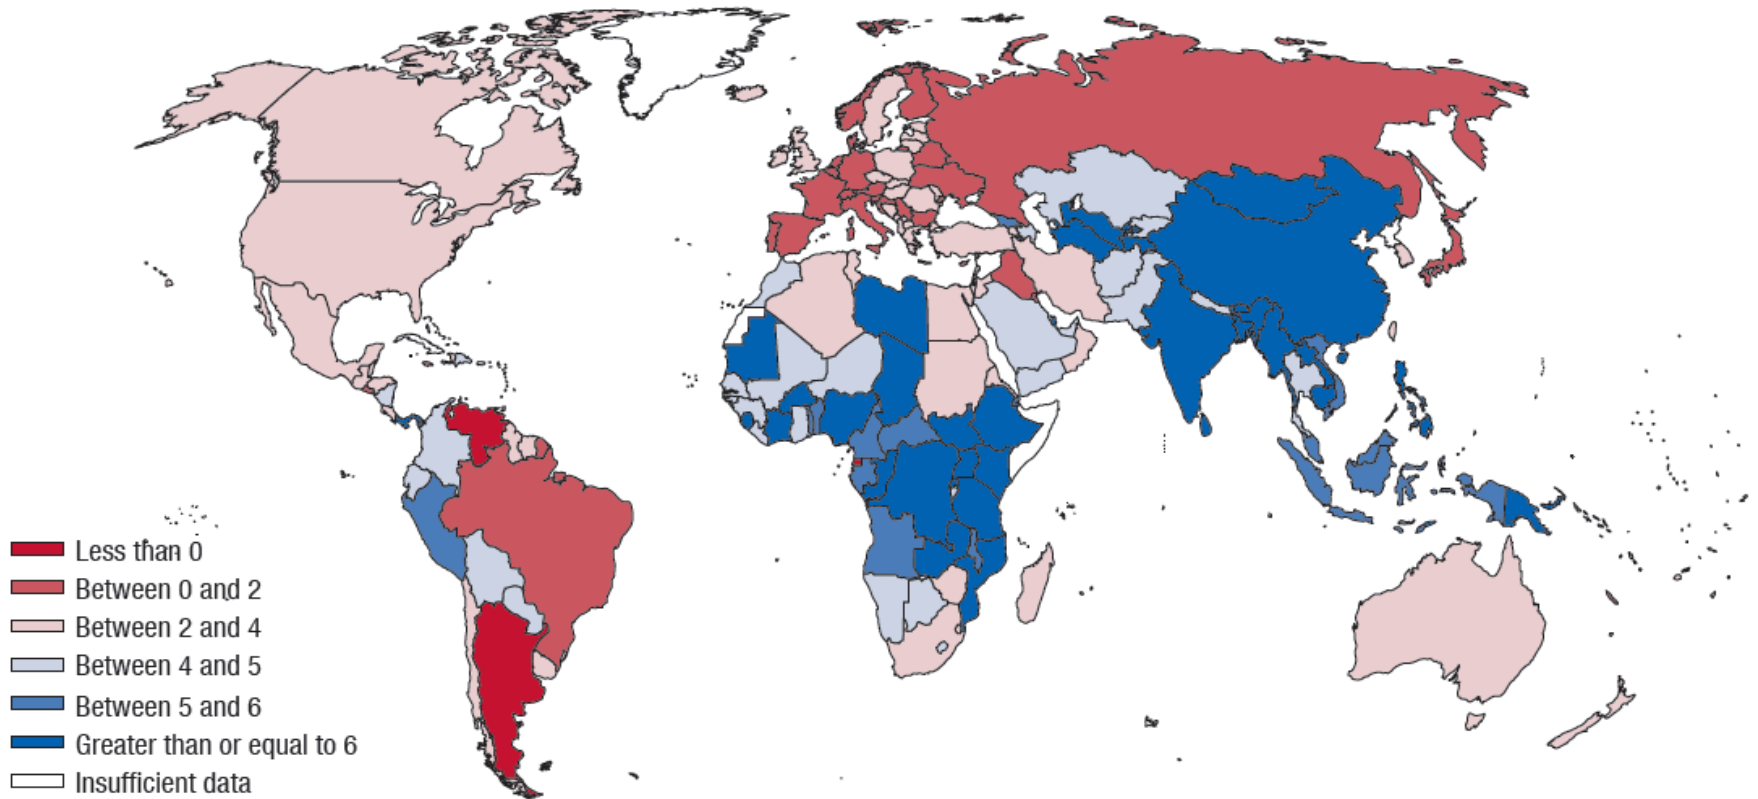 Less than 0
Between 0 and 2
Between 2 and 4
Between 4 and 5
Between 5 and 6
Greater than or equal to 6
Insufficient data